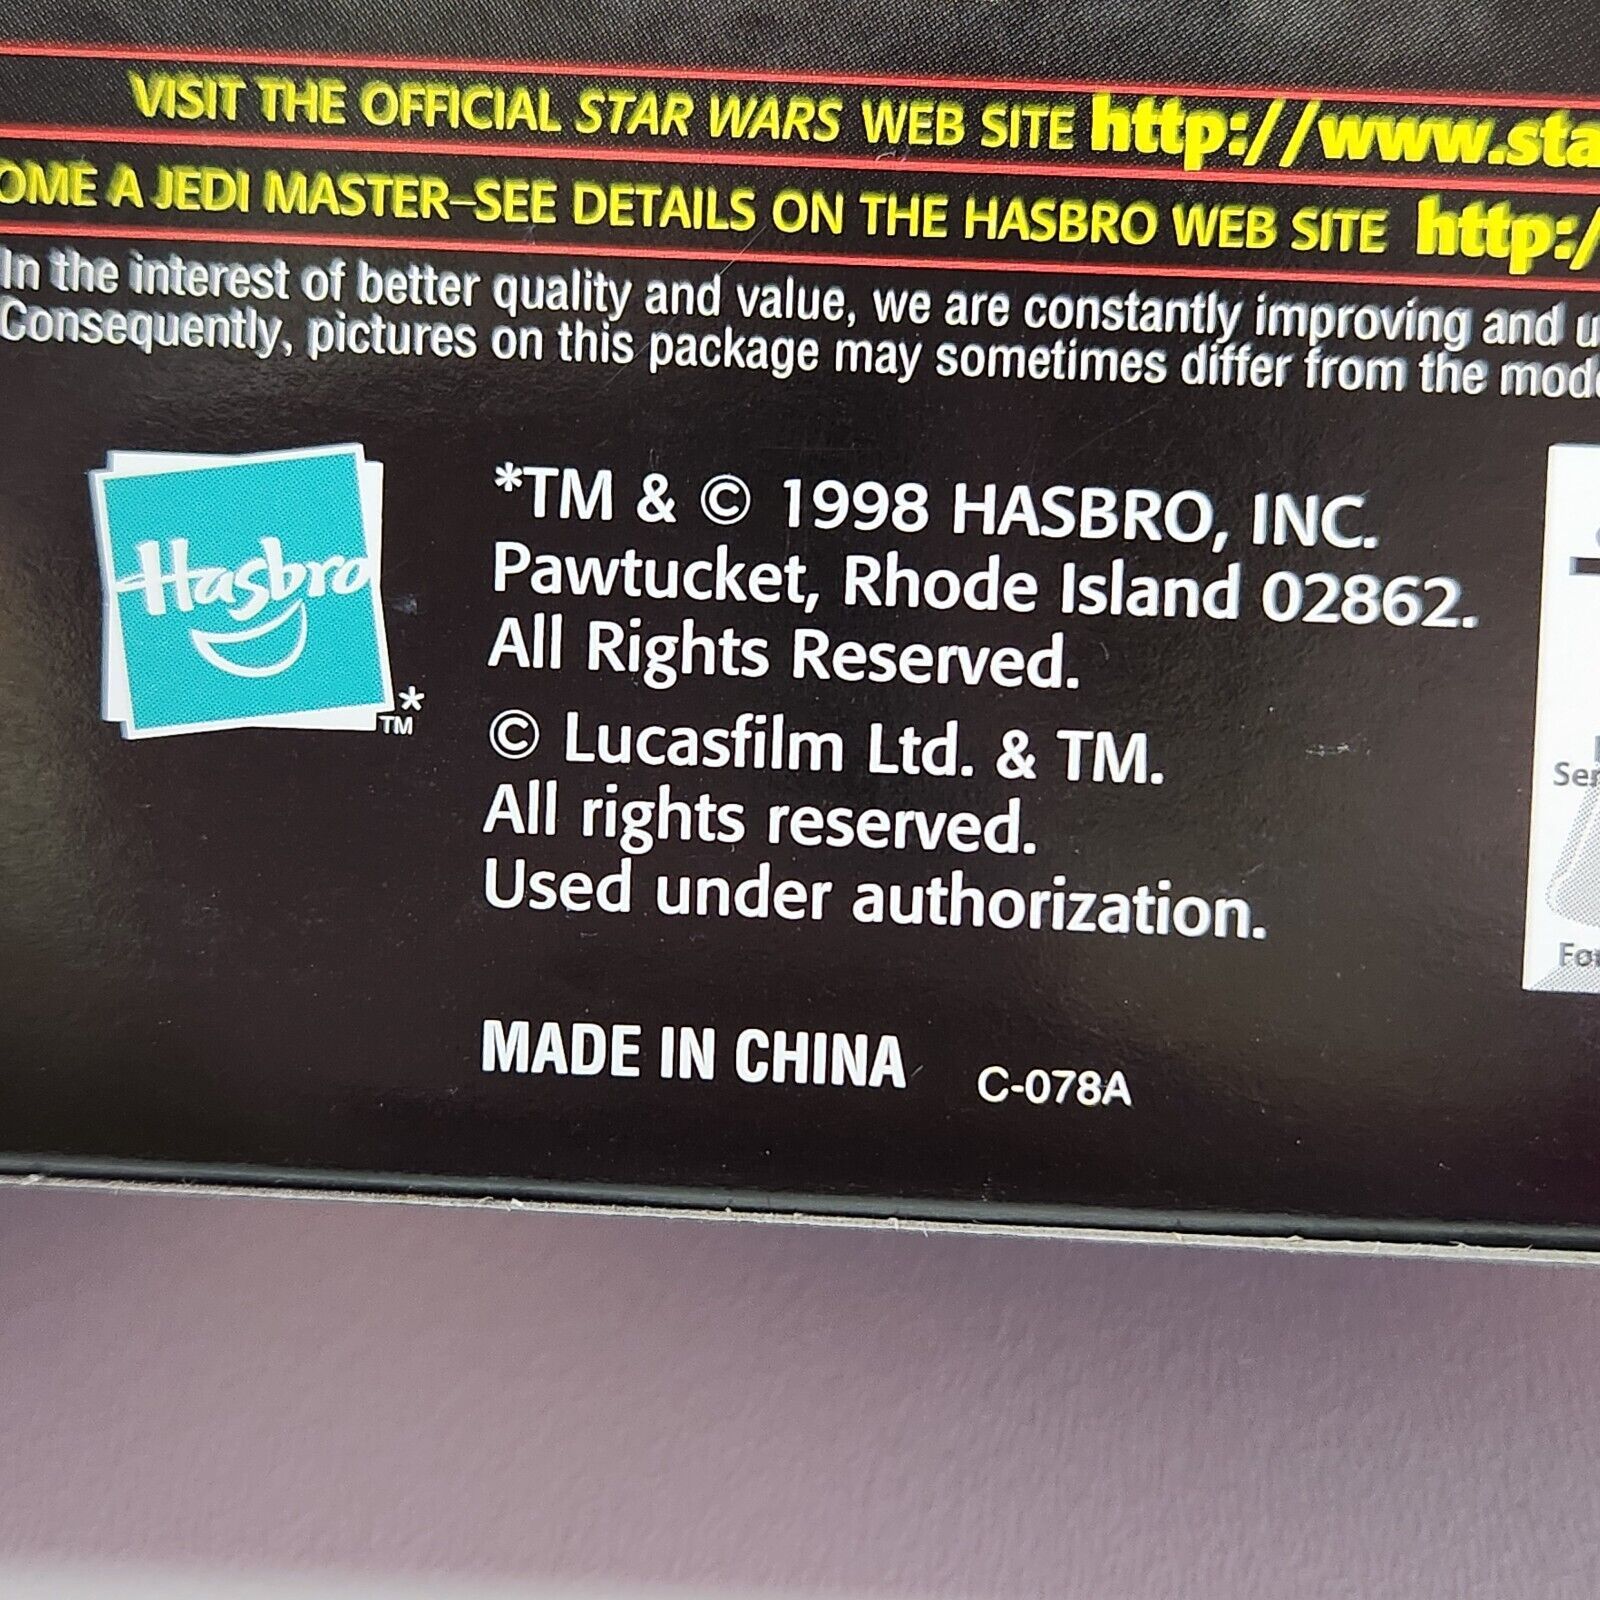 VISIT THE OFFICIAL STAR WARS WEB SITE http://www.sta
OME A JEDI MASTER–SEE DETAILS ON THE HASBRO WEB SITE http:/
In the interest of better quality and value, we are constantly improving and u
Consequently, pictures on this package may sometimes differ from the mode
Hasbro
TM*
*TM & © 1998 HASBRO, INC.
Pawtucket, Rhode Island 02862.
All Rights Reserved.
© Lucasfilm Ltd. & TM.
All rights reserved.
Used under authorization.
MADE IN CHINA C-078A
Ser
For